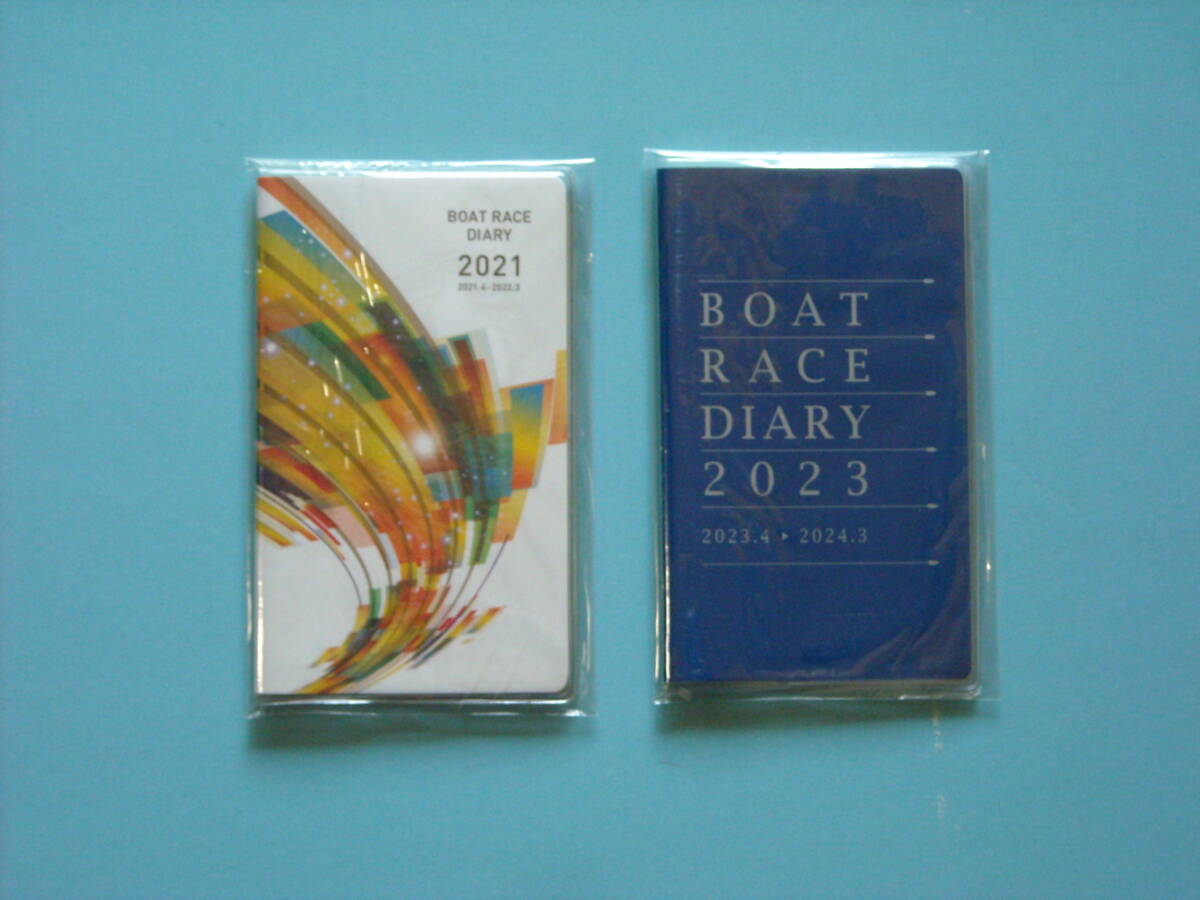 BOAT RACE
DIARY
2021
2021.4–2022.3
BOAT
RACE
DIARY
2023
2023.4 ▸ 2024.3